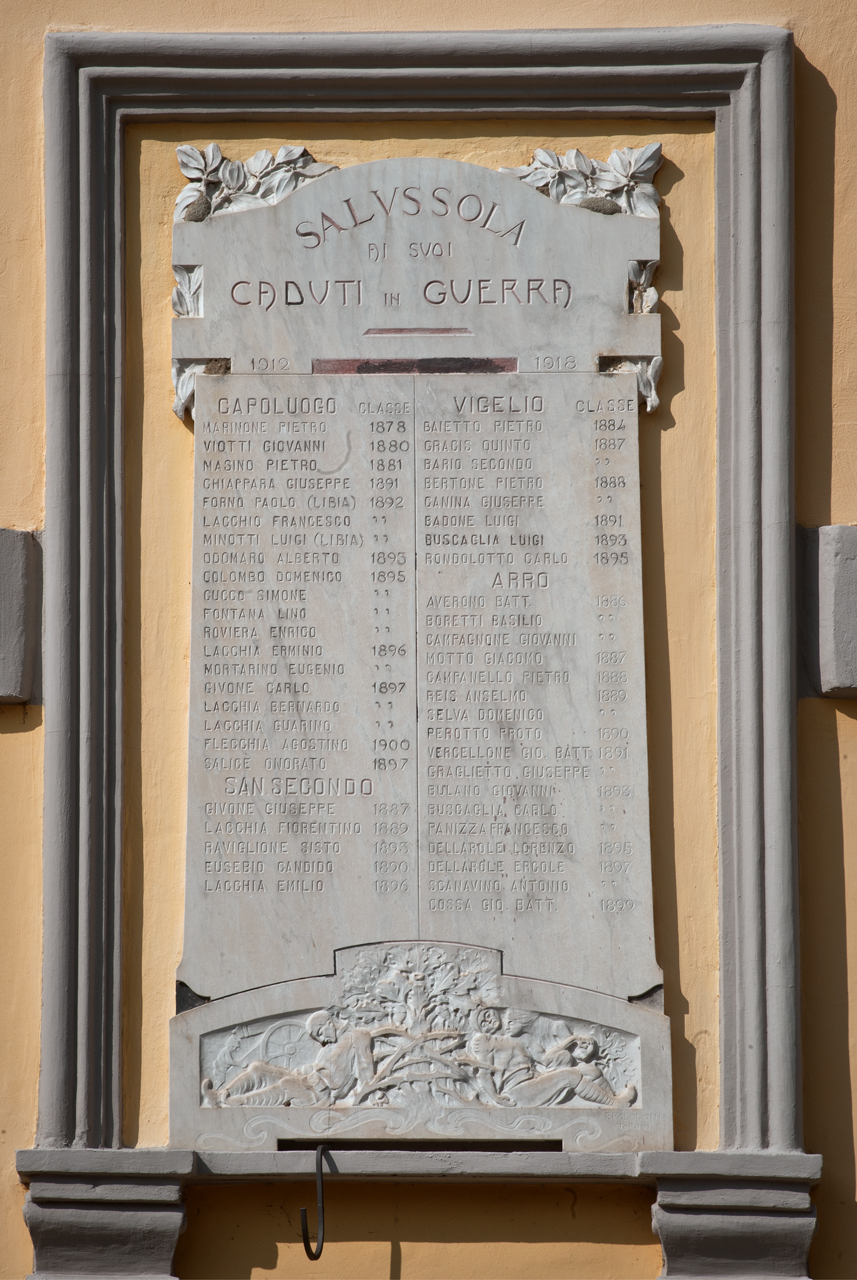 SALVSSOLA
AI SVOI
CADUTI IN GUERRA
1912 1918
CAPOLUOGO CLASSE
MARINONE PIETRO 1878
VIOTTI GIOVANNI 1880
MASINO PIETRO 1881
CHIAPPARA GIUSEPPE 1891
FORNO PAOLO (LIBIA) 1892
LACCHIO FRANCESCO ,,
MINOTTI LUIGI (LIBIA) ,,
ODOMARO ALBERTO 1893
COLOMBO DOMENICO 1895
CUCCO SIMONE ,,
FONTANA LINO ,,
ROVIERA ENRICO ,,
LACCHIA ERMINIO 1896
MORTARINO EUGENIO ,,
GIVONE CARLO 1897
LACCHIA BERNARDO ,,
LACCHIA GUARINO ,,
FLECCHIA AGOSTINO 1900
SALICE ONORATO 1897
SAN SECONDO
GIVONE GIUSEPPE 1887
LACCHIA FIORENTINO 1889
RAVIGLIONE SISTO 1893
EUSEBIO CANDIDO 1890
LACCHIA EMILIO 1896
VIGELIO CLASSE
BAIETTO PIETRO 1884
GRACIS QUINTO 1887
BARIO SECONDO ,,
BERTONE PIETRO 1888
CANINA GIUSEPPE ,,
BADONE LUIGI 1891
BUSCAGLIA LUIGI 1893
RONDOLOTTO CARLO 1895
ARRO
AVERONO BATT. 1886
BORETTI BASILIO ,,
CAMPAGNONE GIOVANNI ,,
MOTTO GIACOMO 1887
CAMPANELLO PIETRO 1888
REIS ANSELMO 1889
SELVA DOMENICO ,,
PEROTTO PROTO 1890
VERCELLONE GIO. BATT. 1891
GRAGLIETTO GIUSEPPE ,,
BULANO GIOVANNI 1893
BUSCAGLIA CARLO ,,
PANIZZA FRANCESCO ,,
DELLAROLE LORENZO 1895
DELLAROLE ERCOLE 1897
SCANAVINO ANTONIO ,,
COSSA GIO. BATT. 1899